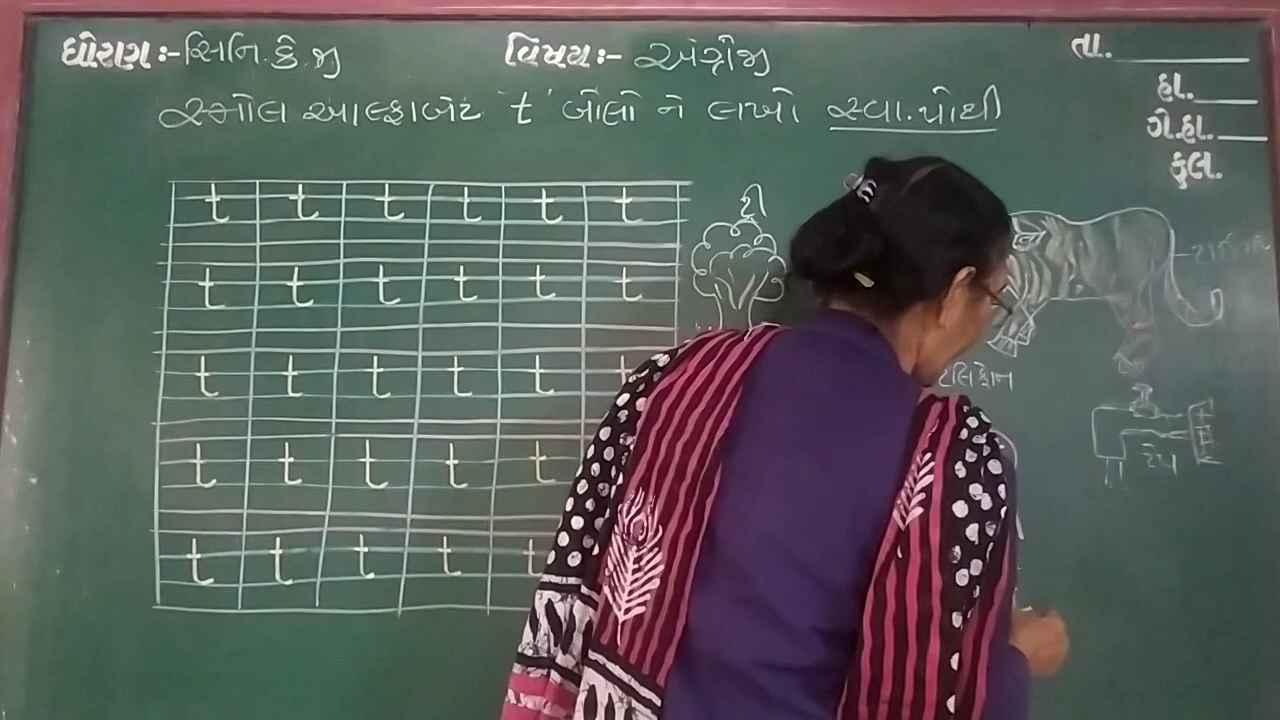 ધોરણ :- સિનિ. કે. જી વિષય :- અંગ્રેજી તા.
હા.
સ્મોલ આલ્ફાબેટ 't' બોલો ને લખો સ્વા. પોથી
ગે.હા.
કુલ.
t t t t t t
ટ્રી
t t t t t t
t t t t t t
ટેલિફોન
t t t t t
ટેપ
t t t t t